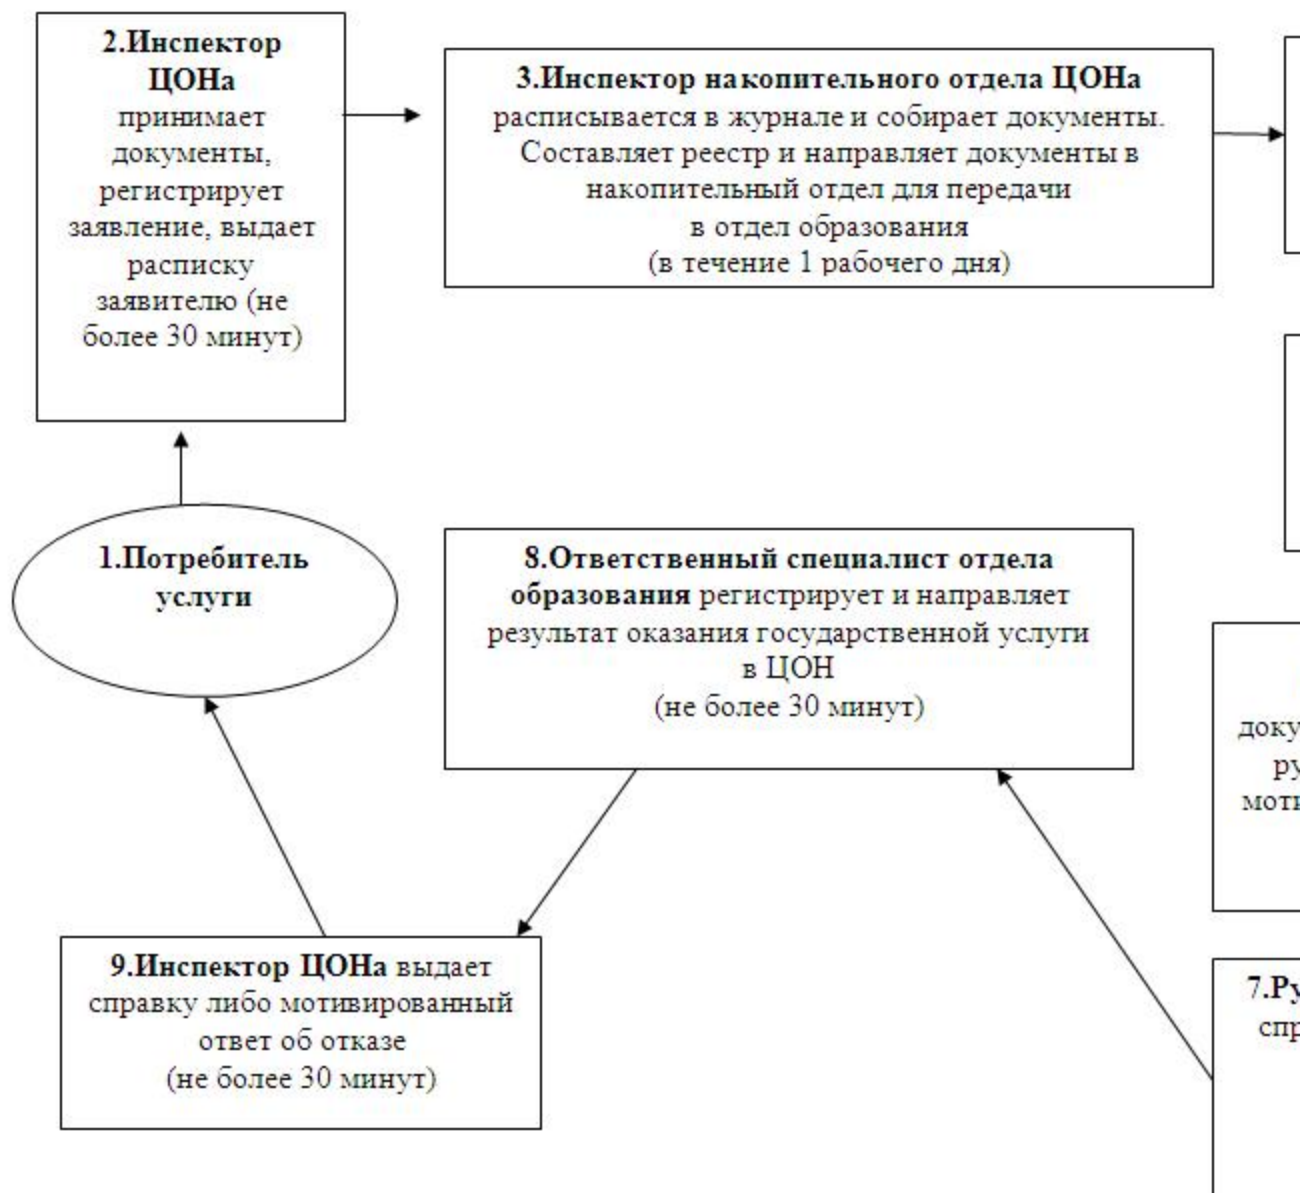 2.Инспектор
ЦОНа
принимает
документы,
регистрирует
заявление, выдает
расписку
заявителю (не
более 30 минут)
3.Инспектор накопительного отдела ЦОНа
расписывается в журнале и собирает документы.
Составляет реестр и направляет документы в
накопительный отдел для передачи
в отдел образования
(в течение 1 рабочего дня)
1.Потребитель
услуги
8.Ответственный специалист отдела
образования регистрирует и направляет
результат оказания государственной услуги
в ЦОН
(не более 30 минут)
9.Инспектор ЦОНа выдает
справку либо мотивированный
ответ об отказе
(не более 30 минут)